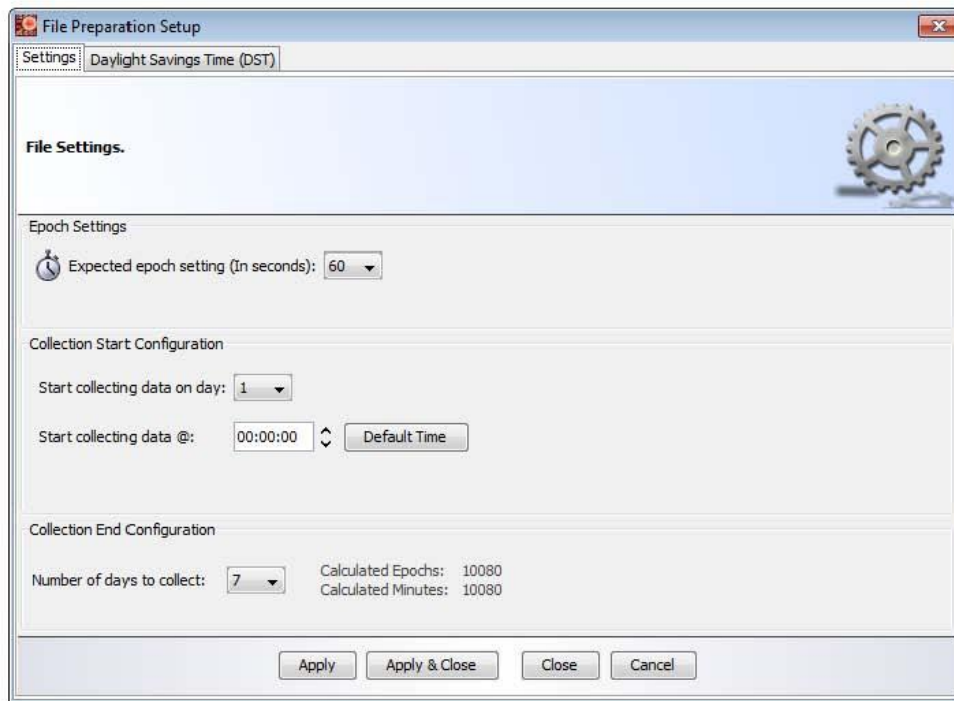 File Preparation Setup
Settings Daylight Savings Time (DST)
File Settings.
Epoch Settings
Expected epoch setting (In seconds): 60
Collection Start Configuration
Start collecting data on day: 1
Start collecting data @: 00:00:00 Default Time
Collection End Configuration
Number of days to collect: 7 Calculated Epochs: 10080
Calculated Minutes: 10080
Apply Apply & Close Close Cancel